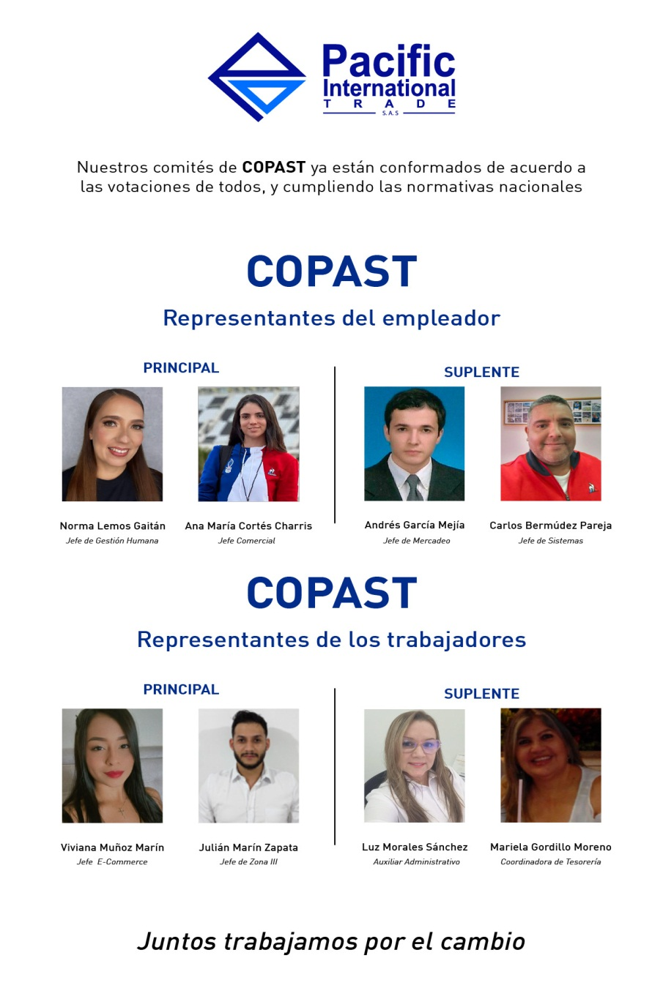 Pacific
International
TRADE
S.A.S
Nuestros comités de COPAST ya están conformados de acuerdo a
las votaciones de todos, y cumpliendo las normativas nacionales
COPAST
Representantes del empleador
PRINCIPAL
SUPLENTE
Norma Lemos Gaitán
Jefe de Gestión Humana
Ana María Cortés Charris
Jefe Comercial
Andrés García Mejía
Jefe de Mercadeo
Carlos Bermúdez Pareja
Jefe de Sistemas
COPAST
Representantes de los trabajadores
PRINCIPAL
SUPLENTE
Viviana Muñoz Marín
Jefe E-Commerce
Julián Marín Zapata
Jefe de Zona III
Luz Morales Sánchez
Auxiliar Administrativo
Mariela Gordillo Moreno
Coordinadora de Tesorería
Juntos trabajamos por el cambio